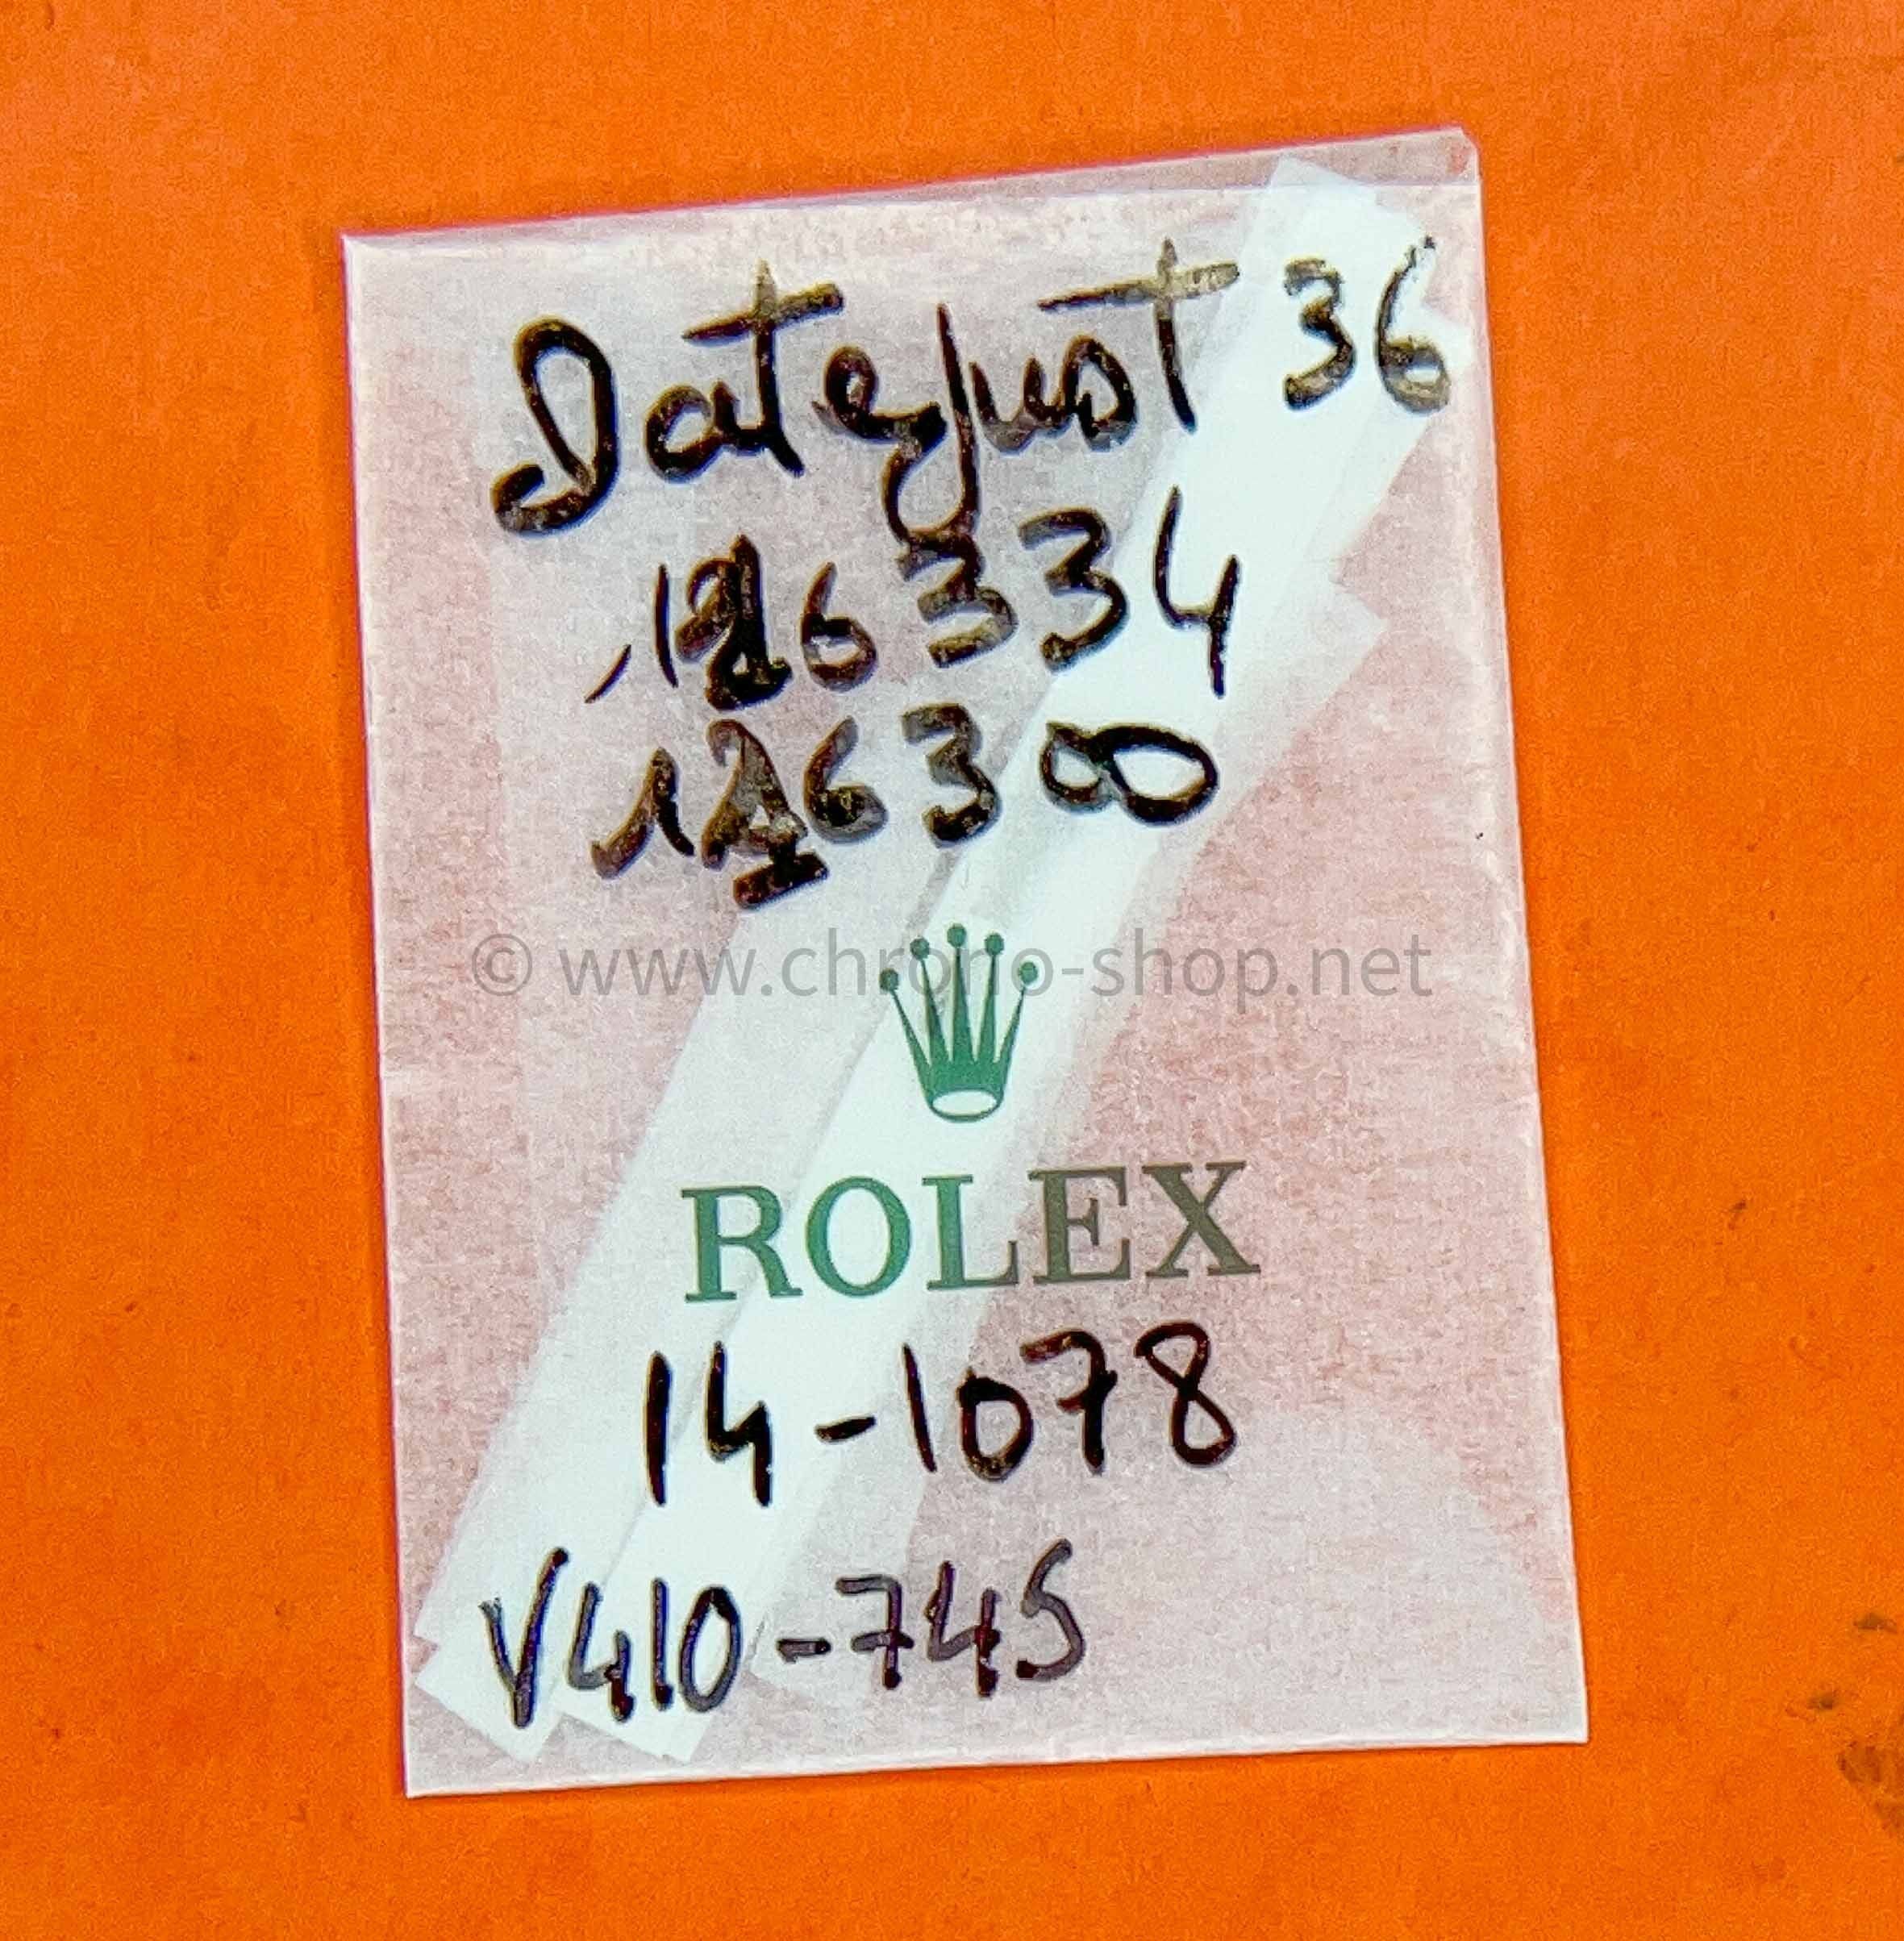 Datejust 36
126334
126300
© www.chrono-shop.net
ROLEX
14-1078
V410-745